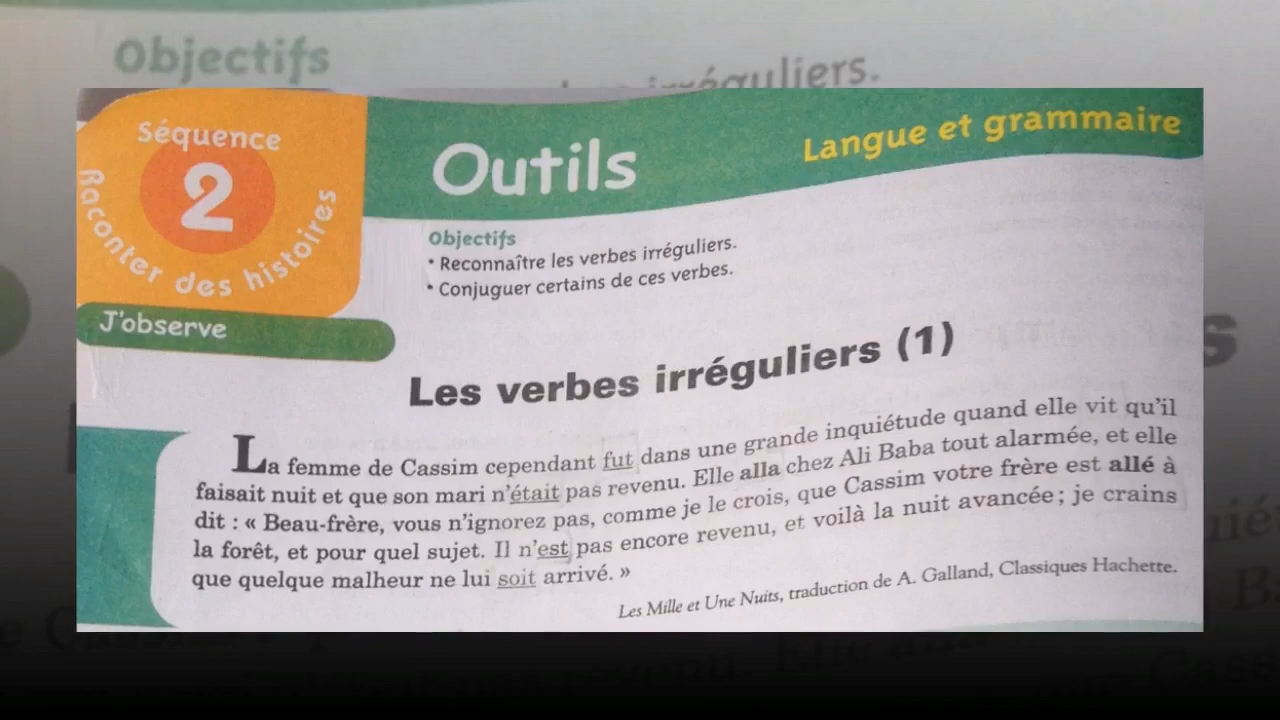 Objectifs
irréguliers.
Séquence
2
Raconter des histoires
Outils
Langue et grammaire
Objectifs
• Reconnaître les verbes irréguliers.
• Conjuguer certains de ces verbes.
J'observe
Les verbes irréguliers (1)
La femme de Cassim cependant fut dans une grande inquiétude quand elle vit qu'il
faisait nuit et que son mari n'était pas revenu. Elle alla chez Ali Baba tout alarmée, et elle
dit : « Beau-frère, vous n'ignorez pas, comme je le crois, que Cassim votre frère est allé à
la forêt, et pour quel sujet. Il n'est pas encore revenu, et voilà la nuit avancée ; je crains
que quelque malheur ne lui soit arrivé. »
Les Mille et Une Nuits, traduction de A. Galland, Classiques Hachette.